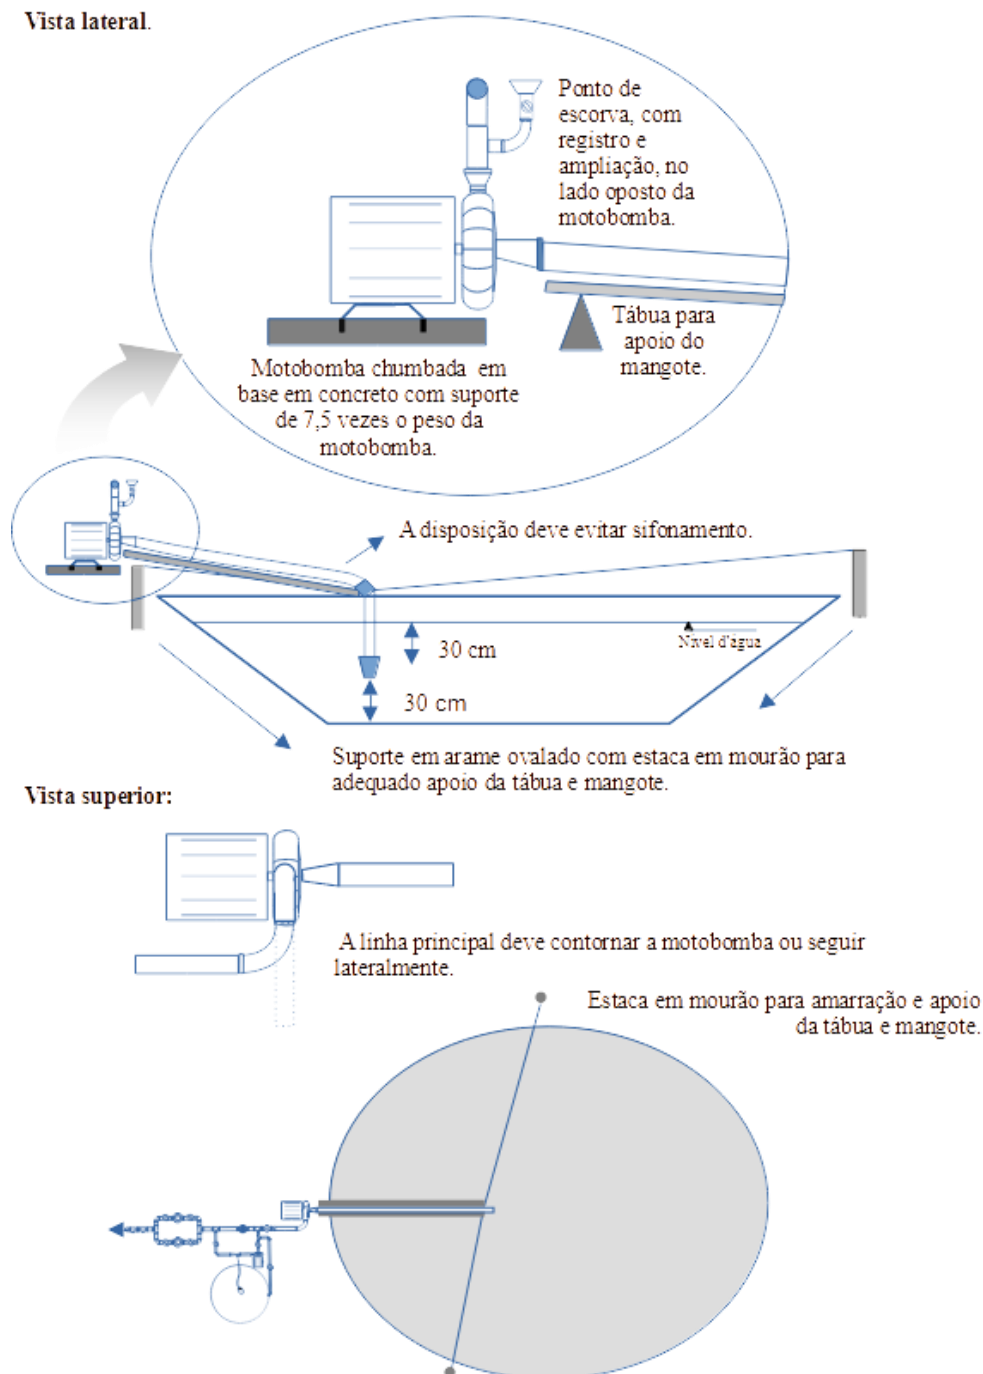 Vista lateral.
Ponto de
escorva, com
registro e
ampliação, no
lado oposto da
motobomba.
Tábua para
apoio do
mangote.
Motobomba chumbada em
base em concreto com suporte
de 7,5 vezes o peso da
motobomba.
A disposição deve evitar sifonamento.
Nível d'água
30 cm
30 cm
Suporte em arame ovalado com estaca em mourão para
adequado apoio da tábua e mangote.
Vista superior:
A linha principal deve contornar a motobomba ou seguir
lateralmente.
Estaca em mourão para amarração e apoio
da tábua e mangote.